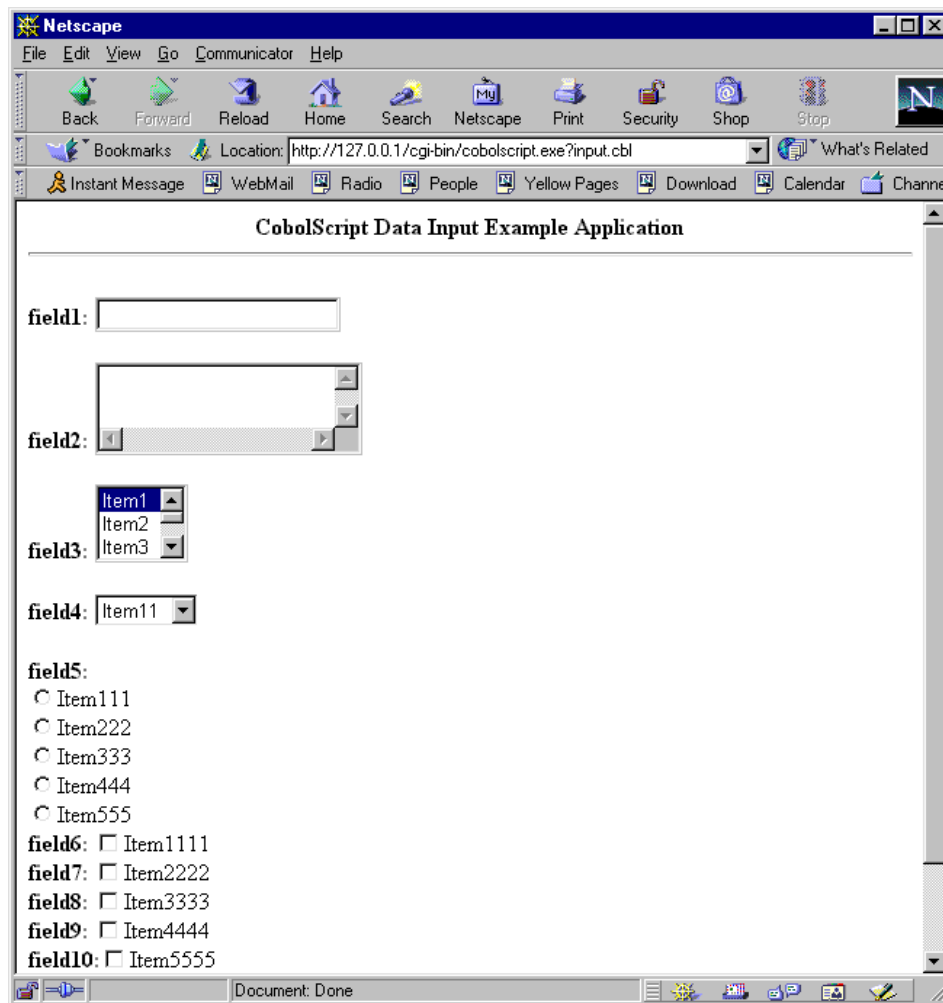 Netscape
File Edit View Go Communicator Help
Back Forward Reload Home Search Netscape Print Security Shop Stop
My
N
Bookmarks Location: http://127.0.0.1/cgi-bin/cobolscript.exe?input.cbl What's Related
Instant Message WebMail Radio People Yellow Pages Download Calendar Channe
CobolScript Data Input Example Application
field1:
field2:
Item1
Item2
field3: Item3
field4: Item11
field5:
Item111
Item222
Item333
Item444
Item555
field6: Item1111
field7: Item2222
field8: Item3333
field9: Item4444
field10: Item5555
Document: Done